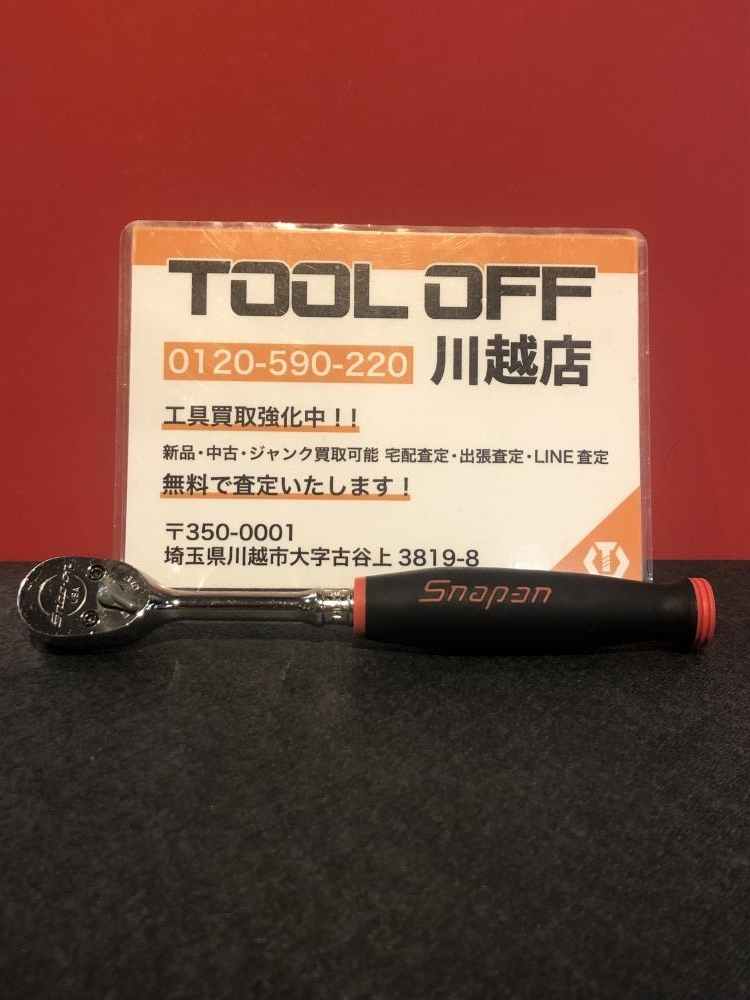 TOOL OFF
0120-590-220 川越店
工具買取強化中！！
新品・中古・ジャンク買取可能 宅配査定・出張査定・LINE査定
無料で査定いたします！
〒350-0001
埼玉県川越市大字古谷上 3819-8
Snap-on
USA
Snap-on